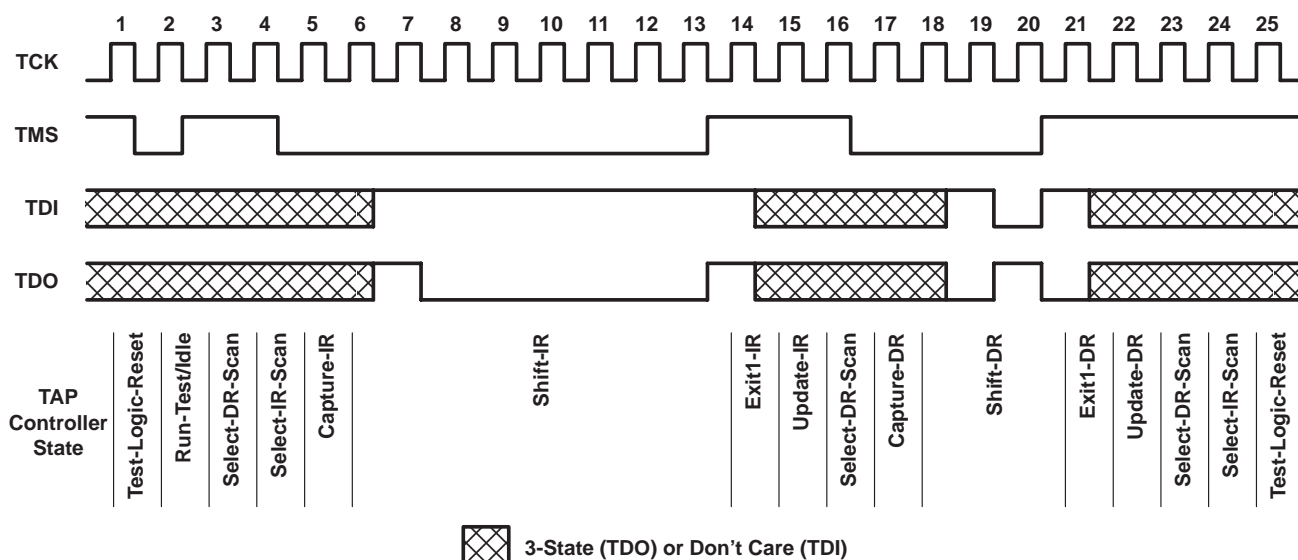 1 2 3 4 5 6 7 8 9 10 11 12 13 14 15 16 17 18 19 20 21 22 23 24 25
TCK
TMS
TDI
TDO
TAP
Controller
State
Test-Logic-Reset
Run-Test/Idle
Select-DR-Scan
Select-IR-Scan
Capture-IR
Shift-IR
Exit1-IR
Update-IR
Select-DR-Scan
Capture-DR
Shift-DR
Exit1-DR
Update-DR
Select-DR-Scan
Select-IR-Scan
Test-Logic-Reset
3-State (TDO) or Don't Care (TDI)